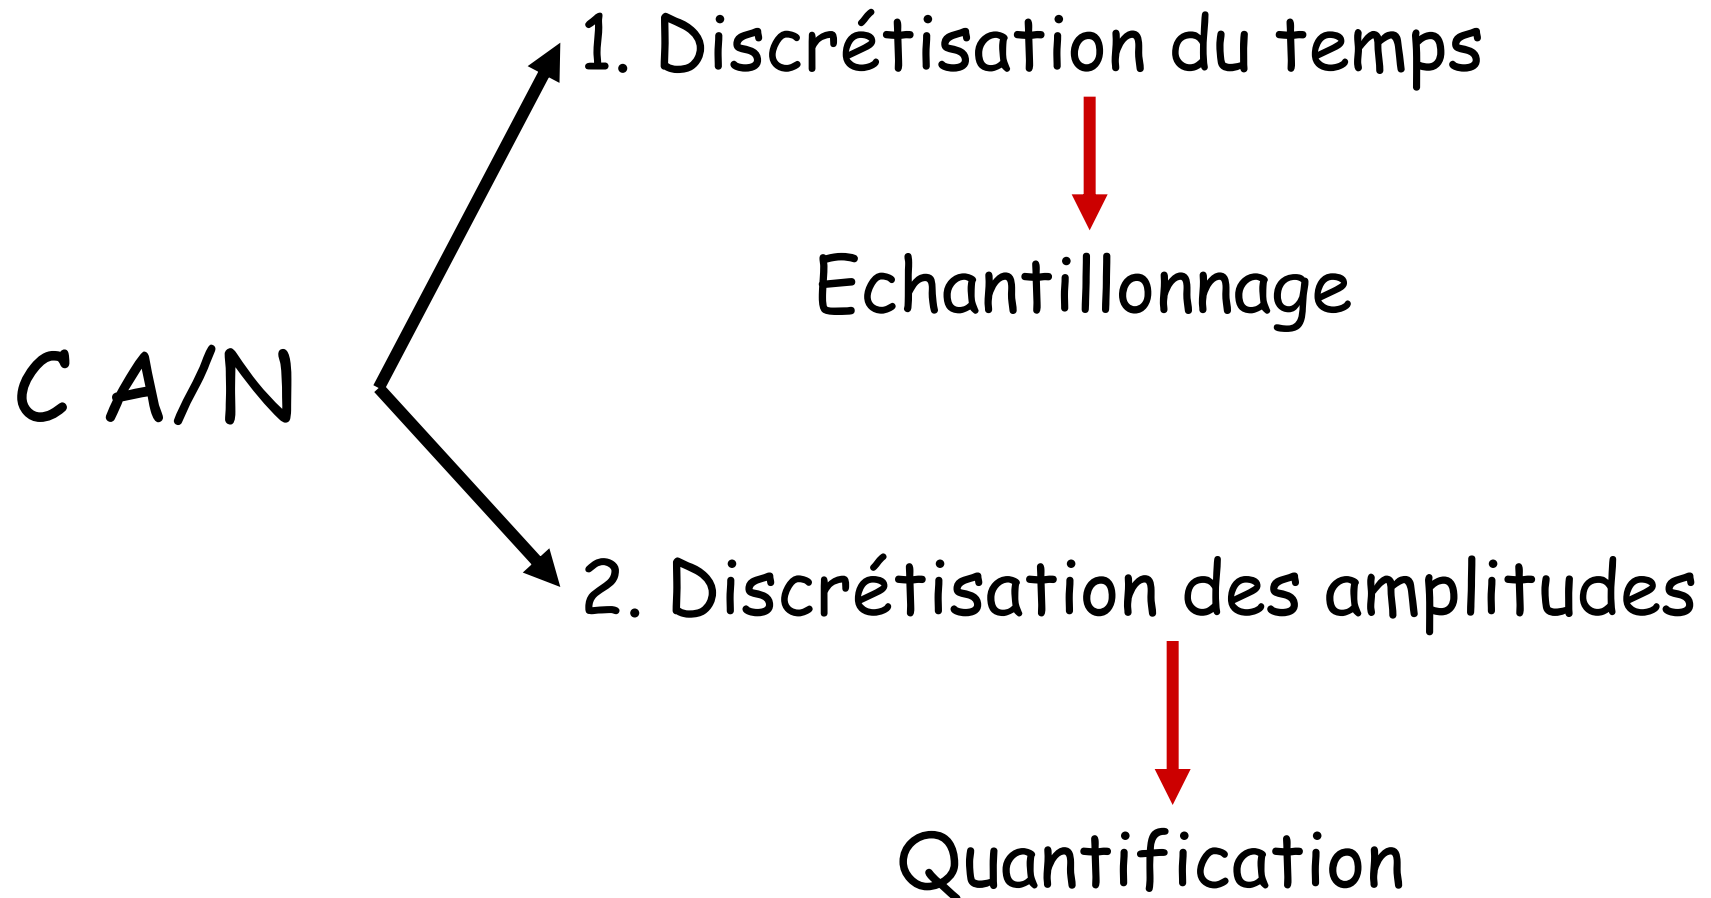 1. Discrétisation du temps
Echantillonnage
C A/N
2. Discrétisation des amplitudes
Quantification